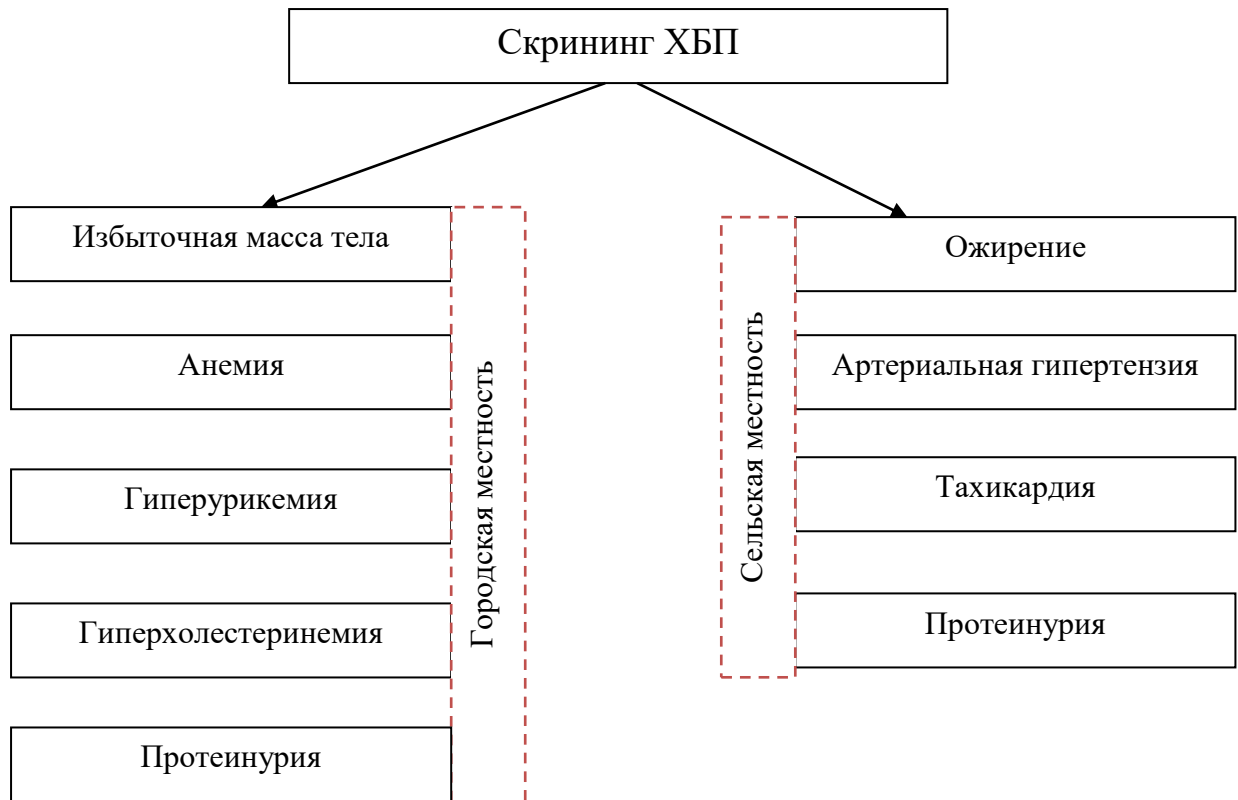 Скрининг ХБП
Избыточная масса тела
Анемия
Гиперурикемия
Гиперхолестеринемия
Протеинурия
Городская местность
Сельская местность
Ожирение
Артериальная гипертензия
Тахикардия
Протеинурия